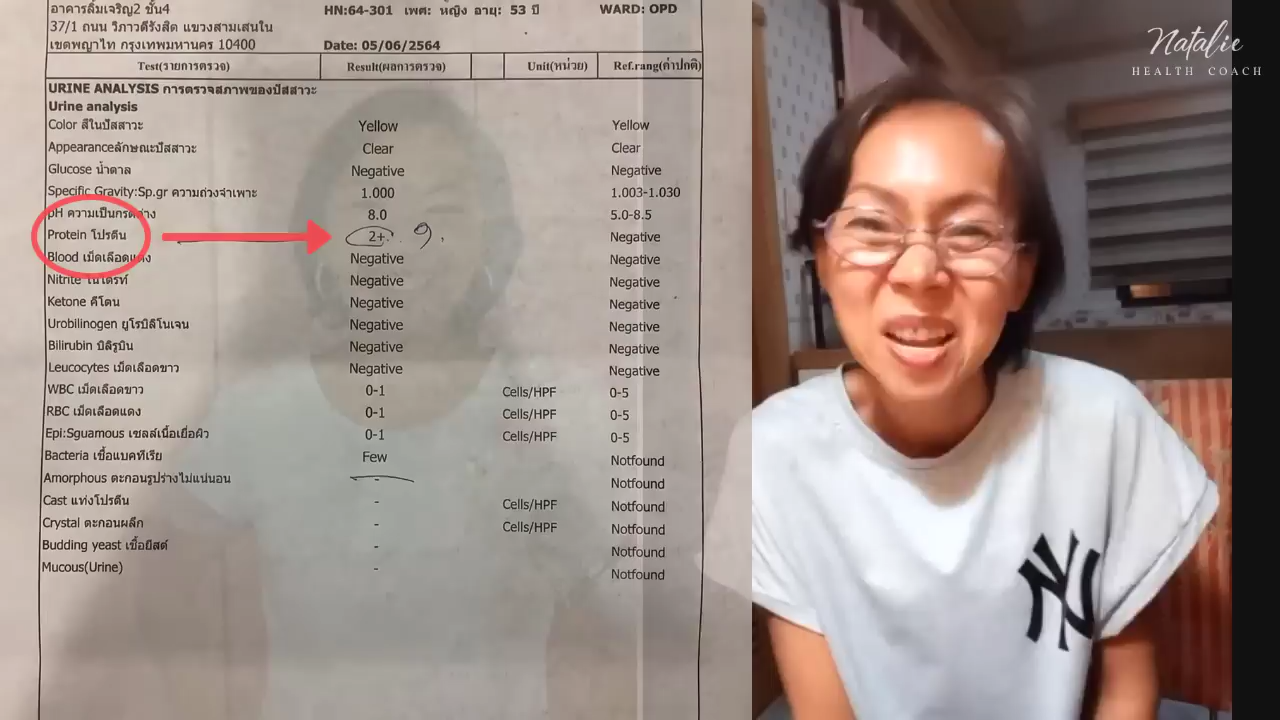 อาคารลิ้มเจริญ2 ชั้น4
HN:64-301 เพศ: หญิง อายุ: 53 ปี WARD: OPD
37/1 ถนน วิภาวดีรังสิต แขวงสามเสนใน
เขตพญาไท กรุงเทพมหานคร 10400 Date: 05/06/2564
Test(รายการตรวจ) Result(ผลการตรวจ) Unit(หน่วย) Ref.rang(ค่าปกติ)
URINE ANALYSIS การตรวจสภาพของปัสสาวะ
Urine analysis
Color สีในปัสสาวะ Yellow Yellow
Appearanceลักษณะปัสสาวะ Clear Clear
Glucose น้ำตาล Negative Negative
Specific Gravity:Sp.gr ความถ่วงจำเพาะ 1.000 1.003-1.030
pH ความเป็นกรดด่าง 8.0 5.0-8.5
Protein โปรตีน 2+ Negative
Blood เม็ดเลือดแดง Negative Negative
Nitrite ไนไตรท์ Negative Negative
Ketone คีโตน Negative Negative
Urobilinogen ยูโรบิลิโนเจน Negative Negative
Bilirubin บิลิรูบิน Negative Negative
Leucocytes เม็ดเลือดขาว Negative Negative
WBC เม็ดเลือดขาว 0-1 Cells/HPF 0-5
RBC เม็ดเลือดแดง 0-1 Cells/HPF 0-5
Epi:Sguamous เซลล์เนื้อเยื่อผิว 0-1 Cells/HPF 0-5
Bacteria เชื้อแบคทีเรีย Few Notfound
Amorphous ตะกอนรูปร่างไม่แน่นอน - Notfound
Cast แท่งโปรตีน - Cells/HPF Notfound
Crystal ตะกอนผลึก - Cells/HPF Notfound
Budding yeast เชื้อยีสต์ - Notfound
Mucous(Urine) - Notfound
Natalie
HEALTH COACH
NY